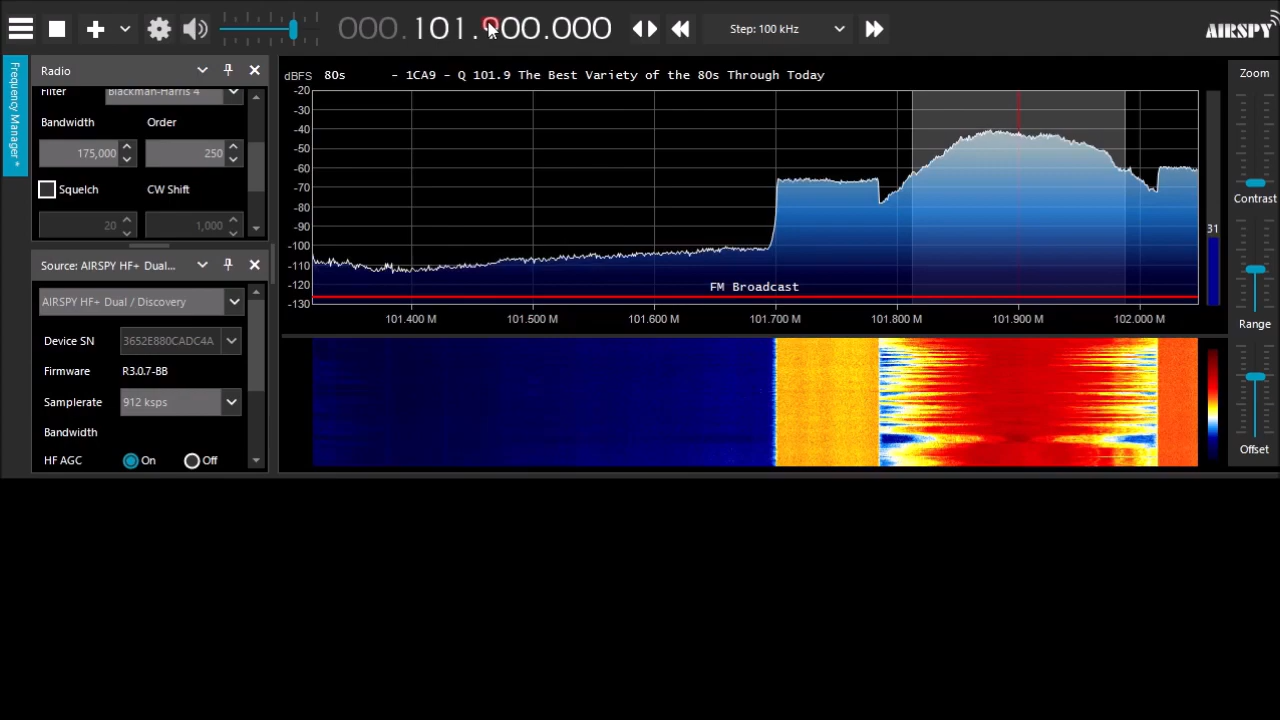 000.101.900.000
Step: 100 kHz
AIRSPY
Frequency Manager *
Radio
Filter
Blackman-Harris 4
Bandwidth
Order
175,000
250
Squelch
CW Shift
20
1,000
Source: AIRSPY HF+ Dual...
AIRSPY HF+ Dual / Discovery
Device SN
3652E880CADC4A
Firmware
R3.0.7-BB
Samplerate
912 ksps
Bandwidth
HF AGC
On
Off
dBFS
80s - 1CA9 - Q 101.9 The Best Variety of the 80s Through Today
-20
-30
-40
-50
-60
-70
-80
-90
-100
-110
-120
-130
FM Broadcast
101.400 M
101.500 M
101.600 M
101.700 M
101.800 M
101.900 M
102.000 M
31
Zoom
Contrast
Range
Offset